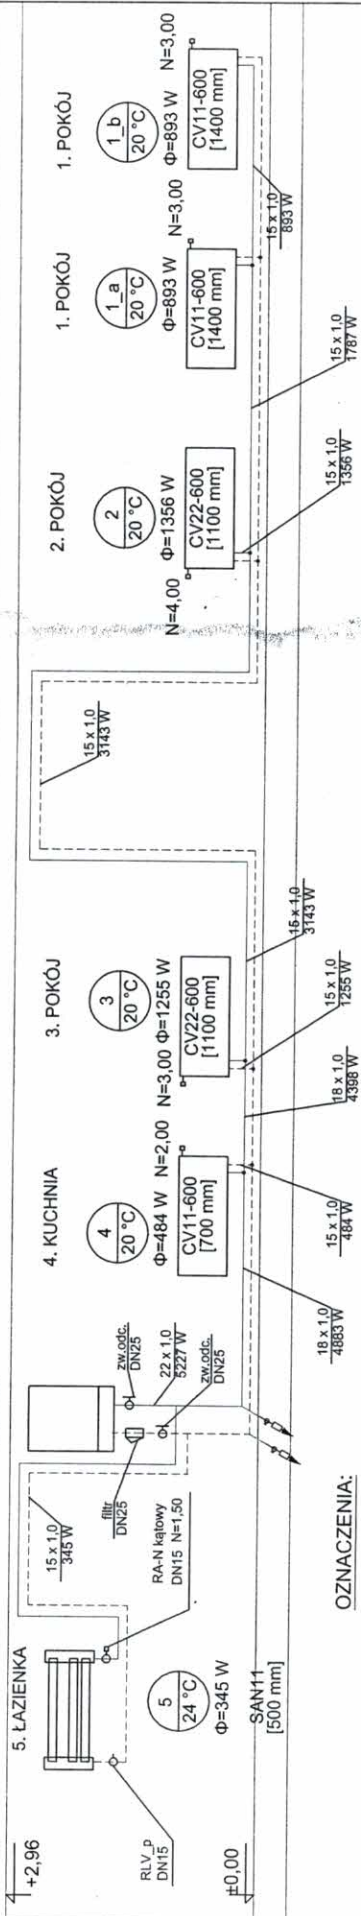 +2,96
±0,00
5. ŁAZIENKA
RLV_p
DN15
15 x 1,0
345 W
RA-N kątowy
DN15 N=1,50
5
24 °C
Φ=345 W
SAN11
[500 mm]
filtr
DN25
zw.odc.
DN25
22 x 1,0
5227 W
zw.odc.
DN25
4. KUCHNIA
4
20 °C
Φ=484 W N=2,00
CV11-600
[700 mm]
18 x 1,0
4883 W
15 x 1,0
484 W
18 x 1,0
4398 W
3. POKÓJ
3
20 °C
N=3,00 Φ=1255 W
CV22-600
[1100 mm]
15 x 1,0
1255 W
15 x 1,0
3143 W
15 x 1,0
3143 W
2. POKÓJ
2
20 °C
N=4,00
Φ=1356 W
CV22-600
[1100 mm]
15 x 1,0
1356 W
15 x 1,0
1787 W
1. POKÓJ
1_a
20 °C
Φ=893 W
N=3,00
CV11-600
[1400 mm]
15 x 1,0
893 W
1. POKÓJ
1_b
20 °C
Φ=893 W
N=3,00
CV11-600
[1400 mm]
OZNACZENIA: